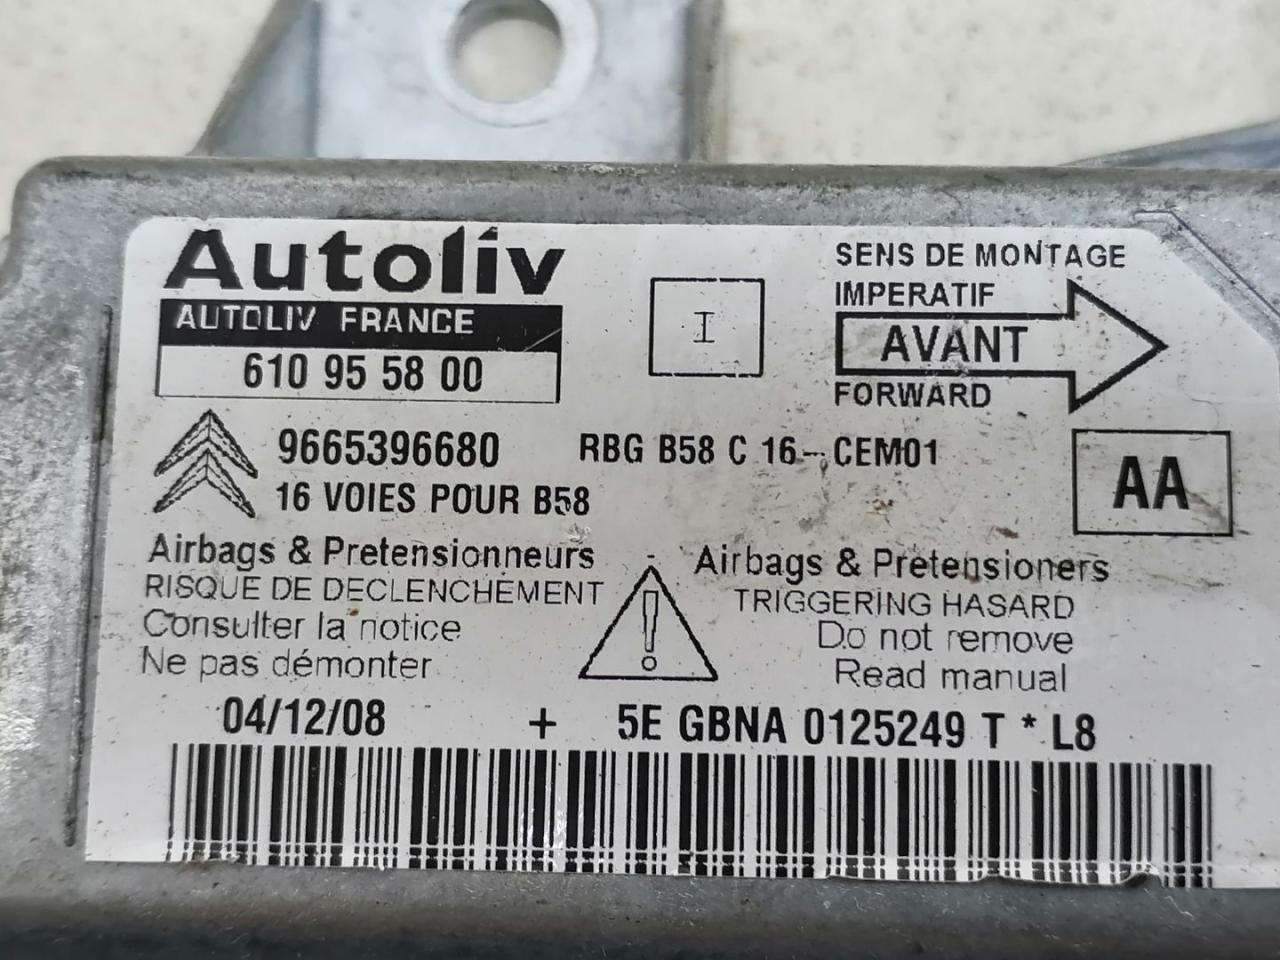 Autoliv
AUTOLIV FRANCE
610 95 58 00
I
SENS DE MONTAGE
IMPERATIF
AVANT
FORWARD
9665396680
RBG B58 C 16-CEM01
16 VOIES POUR B58
AA
Airbags & Pretensionneurs
RISQUE DE DECLENCHEMENT
Consulter la notice
Ne pas démonter
Airbags & Pretensioners
TRIGGERING HASARD
Do not remove
Read manual
04/12/08 + 5E GBNA 0125249 T * L8